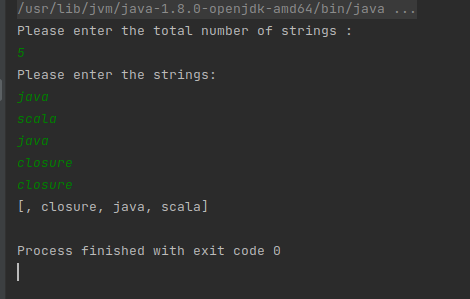 /usr/lib/jvm/java-1.8.0-openjdk-amd64/bin/java ...
Please enter the total number of strings :
5
Please enter the strings:
java
scala
java
closure
closure
[, closure, java, scala]
Process finished with exit code 0